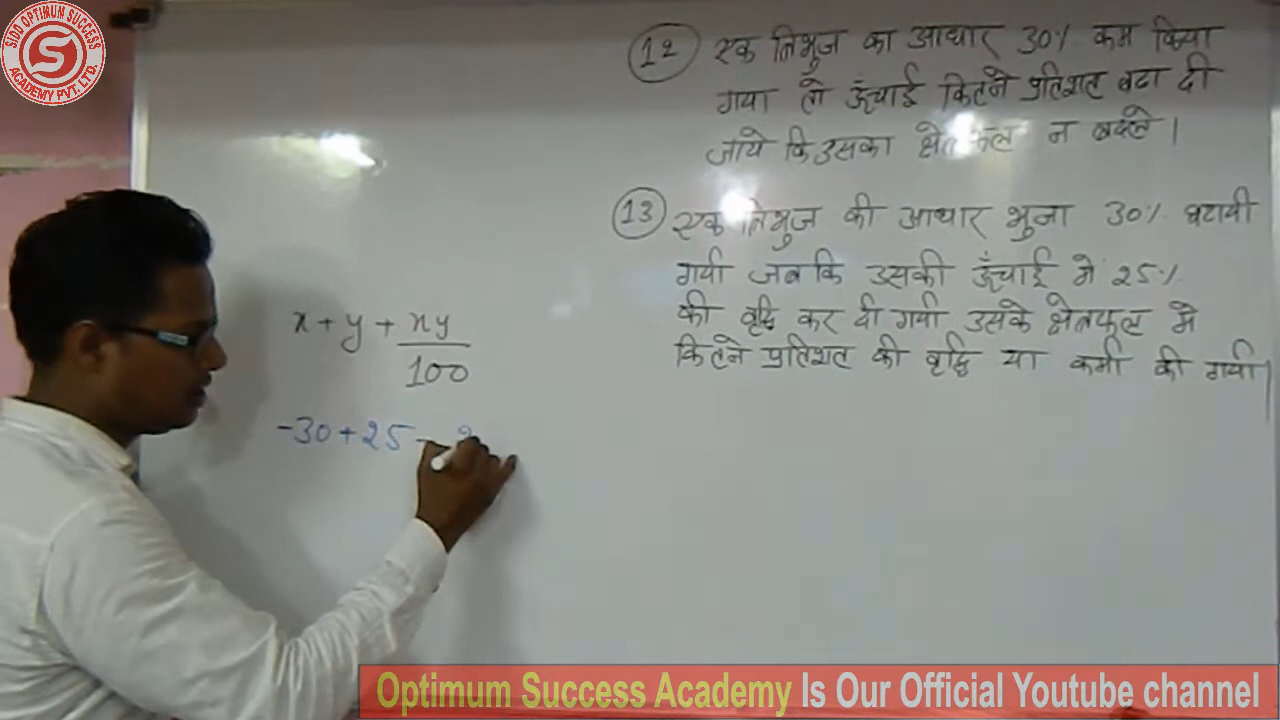 SIDD OPTIMUM SUCCESS
S
ACADEMY PVT. LTD.
12 एक त्रिभुज का आधार 30% कम किया
गया तो ऊँचाई कितने प्रतिशत बढा दी
जाये कि उसका क्षेत्रफल न बदले।
13 एक त्रिभुज की आधार भुजा 30% घटायी
गयी जबकि उसकी ऊँचाई मे 25%
की वृद्धि कर दी गयी उसके क्षेत्रफल मे
कितने प्रतिशत की वृद्धि या कमी की गयी।
x + y + xy
100
-30 + 25 -
Optimum Success Academy Is Our Official Youtube channel